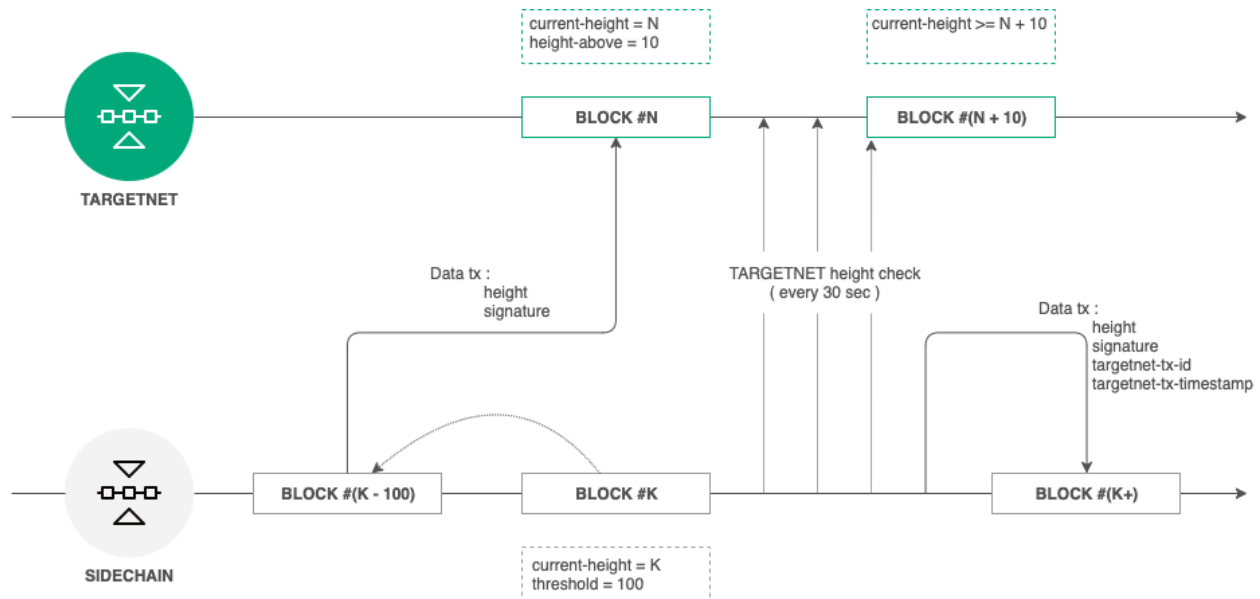 current-height = N
height-above = 10
current-height >= N + 10
BLOCK #N
BLOCK #(N + 10)
TARGETNET
Data tx :
height
signature
TARGETNET height check
( every 30 sec )
Data tx :
height
signature
targetnet-tx-id
targetnet-tx-timestamp
BLOCK #(K - 100)
BLOCK #K
BLOCK #(K+)
SIDECHAIN
current-height = K
threshold = 100